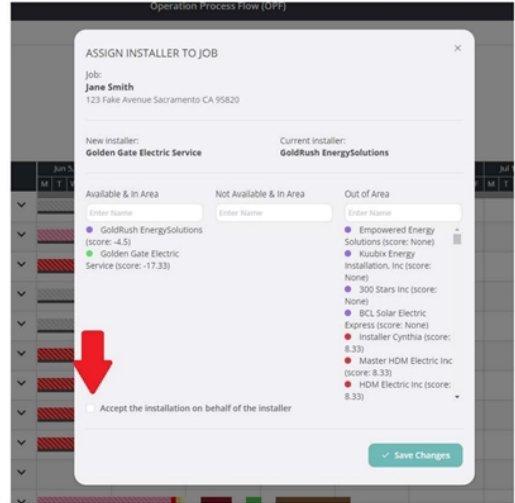 Operation Process Flow (OPF)
ASSIGN INSTALLER TO JOB
×
Job:
Jane Smith
123 Fake Avenue Sacramento CA 95820
New installer:
Golden Gate Electric Service
Current installer:
GoldRush EnergySolutions
Jun 5,
Jul 1
M T W
F M T
Available & In Area
Enter Name
GoldRush EnergySolutions
(score: -4.5)
Golden Gate Electric
Service (score: -17.33)
Not Available & In Area
Enter Name
Out of Area
Enter Name
Empowered Energy
Solutions (score: None)
Kuubix Energy
Installation, Inc (score:
None)
300 Stars Inc (score:
None)
BCL Solar Electric
Express (score: None)
Installer Cynthia (score:
8.33)
Master HDM Electric Inc
(score: 8.33)
HDM Electric Inc (score:
8.33)
Accept the installation on behalf of the installer
Save Changes